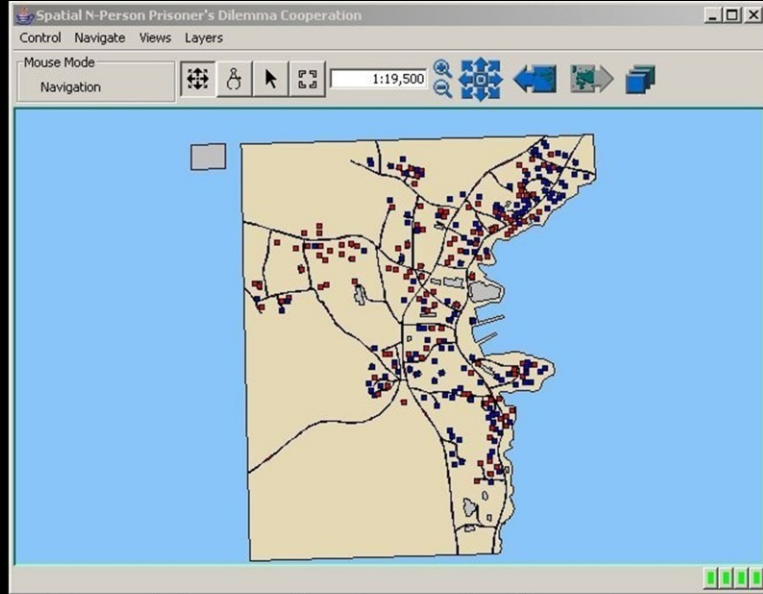 Spatial N-Person Prisoner's Dilemma Cooperation
Control Navigate Views Layers
Mouse Mode
Navigation
1:19,500